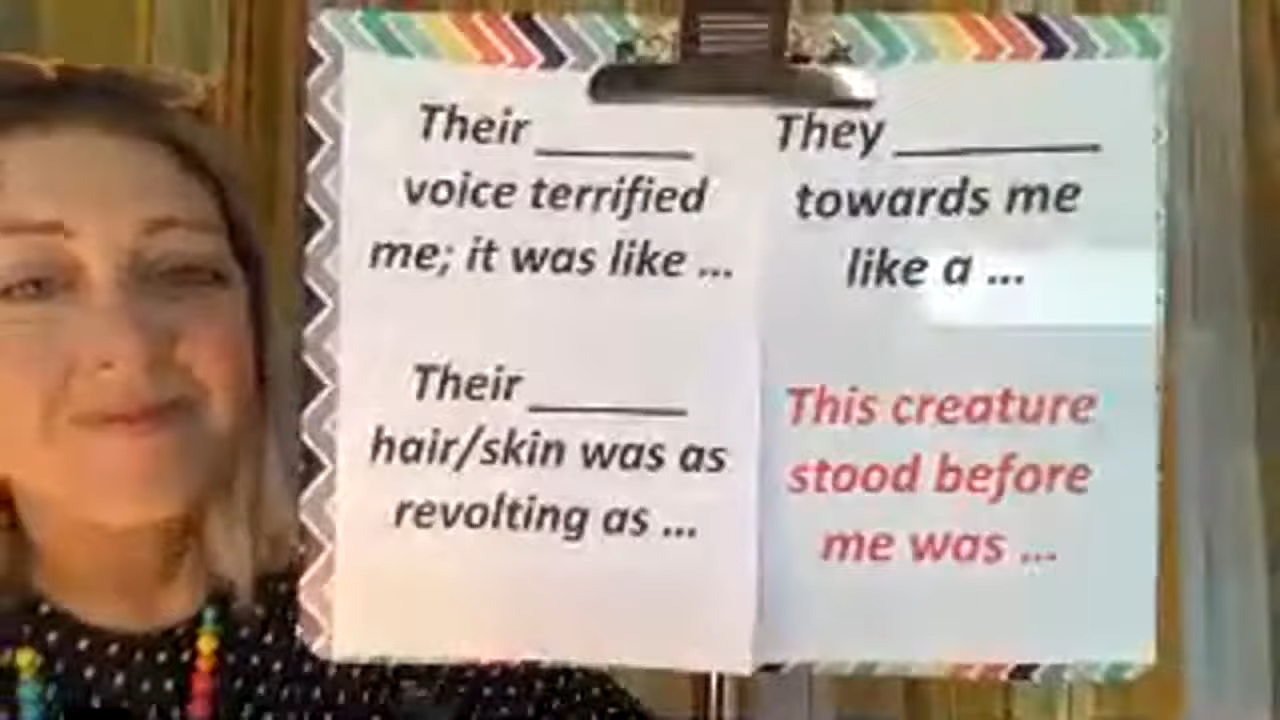 Their ______
voice terrified
me; it was like ...
Their ______
hair/skin was as
revolting as ...
They ________
towards me
like a ...
This creature
stood before
me was ...